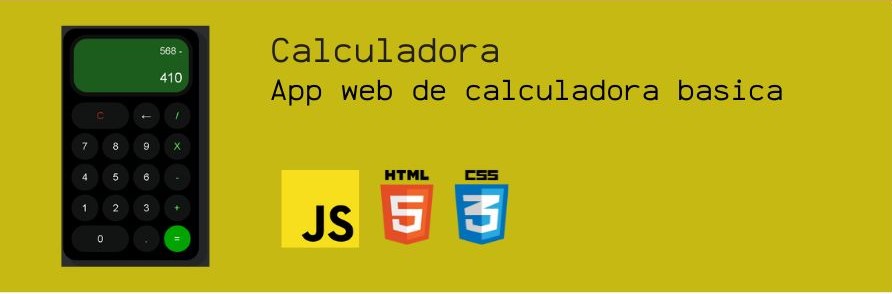 568 -
410
C ← /
7 8 9 X
4 5 6 -
1 2 3 +
0 . =
Calculadora
App web de calculadora basica
JS
HTML
5
CSS
3